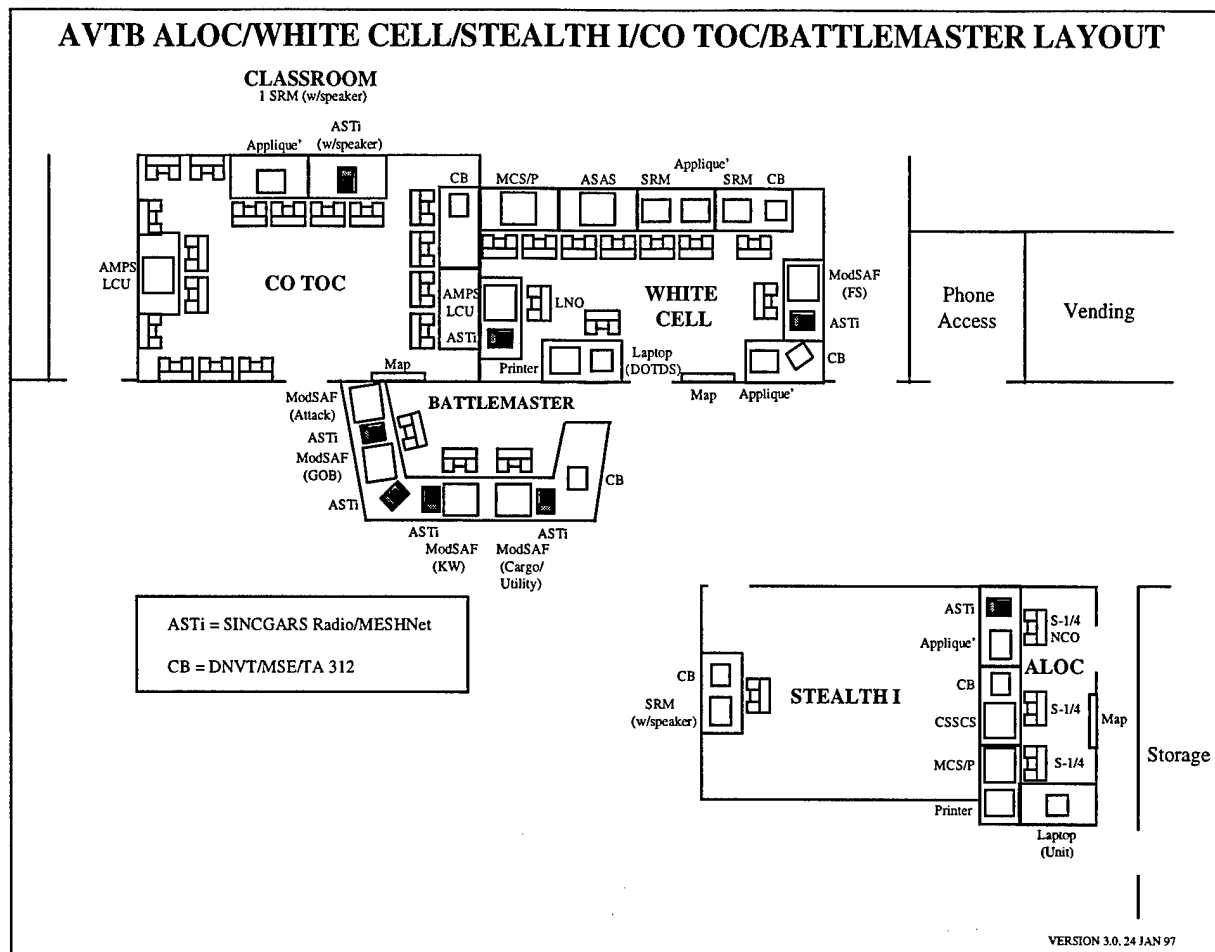 AVTB ALOC/WHITE CELL/STEALTH I/CO TOC/BATTLEMASTER LAYOUT
CLASSROOM
1 SRM (w/speaker)
Applique'
ASTi
(w/speaker)
AMPS
LCU
CO TOC
CB
AMPS
LCU
ASTi
Map
MCS/P
ASAS
SRM
Applique'
SRM
CB
LNO
WHITE
CELL
ModSAF
(FS)
ASTi
CB
Printer
Laptop
(DOTDS)
Map
Applique'
Phone
Access
Vending
BATTLEMASTER
ModSAF
(Attack)
ASTi
ModSAF
(GOB)
ASTi
ASTi
ModSAF
(KW)
ModSAF
(Cargo/
Utility)
ASTi
CB
ASTi = SINCGARS Radio/MESHNet
CB = DNVT/MSE/TA 312
CB
SRM
(w/speaker)
STEALTH I
ASTi
Applique'
CB
CSSCS
MCS/P
Printer
S-1/4
NCO
ALOC
S-1/4
S-1/4
Map
Laptop
(Unit)
Storage
VERSION 3.0. 24 JAN 97